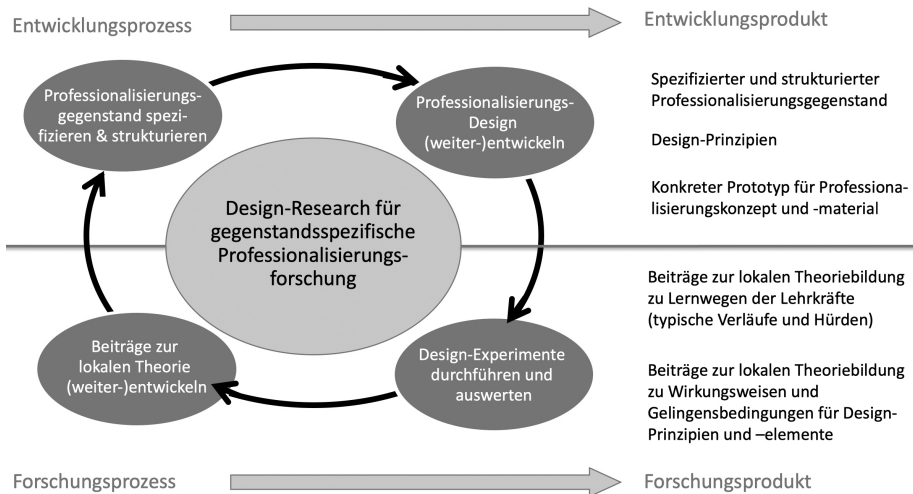 Entwicklungsprozess
Entwicklungsprodukt
Professionalisierungs-
gegenstand spezi-
fizieren & strukturieren
Professionalisierungs-
Design
(weiter-)entwickeln
Spezifizierter und strukturierter
Professionalisierungsgegenstand
Design-Prinzipien
Konkreter Prototyp für Professiona-
lisierungskonzept und -material
Design-Research für
gegenstandsspezifische
Professionalisierungs-
forschung
Beiträge zur
lokalen Theorie
(weiter-)entwickeln
Design-Experimente
durchführen und
auswerten
Beiträge zur lokalen Theoriebildung
zu Lernwegen der Lehrkräfte
(typische Verläufe und Hürden)
Beiträge zur lokalen Theoriebildung
zu Wirkungsweisen und
Gelingensbedingungen für Design-
Prinzipien und –elemente
Forschungsprozess
Forschungsprodukt